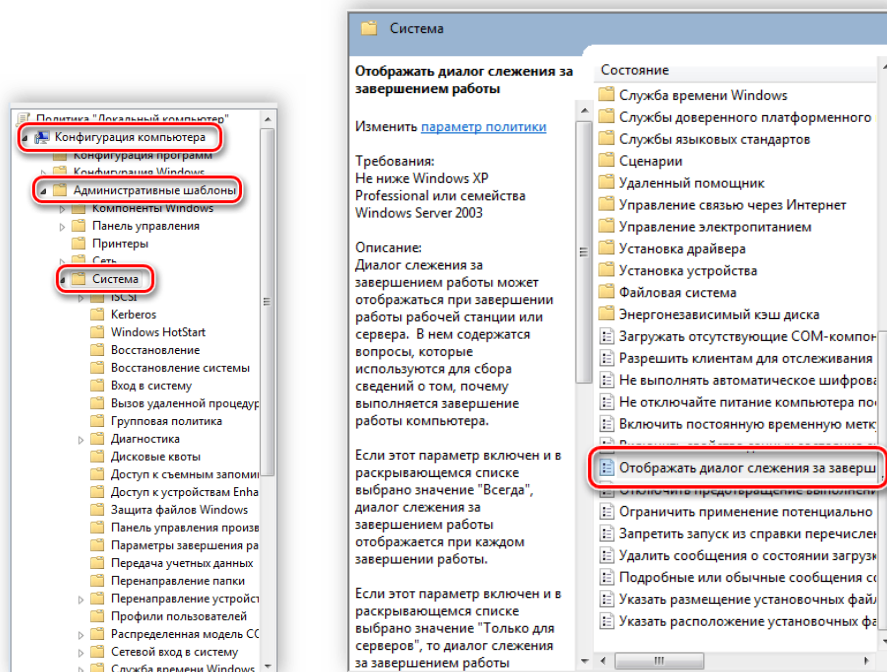 Политика "Локальный компьютер"
Конфигурация компьютера
Конфигурация программ
Конфигурация Windows
Административные шаблоны
Компоненты Windows
Панель управления
Принтеры
Сеть
Система
iSCSI
Kerberos
Windows HotStart
Восстановление
Восстановление системы
Вход в систему
Вызов удаленной процедур
Групповая политика
Диагностика
Дисковые квоты
Доступ к съемным запоми
Доступ к устройствам Enha
Защита файлов Windows
Панель управления произв
Параметры завершения ра
Передача учетных данных
Перенаправление папки
Перенаправление устройст
Профили пользователей
Распределенная модель CO
Сетевой вход в систему
Служба времени Windows
Система
Отображать диалог слежения за
завершением работы
Изменить параметр политики
Требования:
Не ниже Windows XP
Professional или семейства
Windows Server 2003
Описание:
Диалог слежения за
завершением работы может
отображаться при завершении
работы рабочей станции или
сервера. В нем содержатся
вопросы, которые
используются для сбора
сведений о том, почему
выполняется завершение
работы компьютера.
Если этот параметр включен и в
раскрывающемся списке
выбрано значение "Всегда",
диалог слежения за
завершением работы
отображается при каждом
завершении работы.
Если этот параметр включен и в
раскрывающемся списке
выбрано значение "Только для
серверов", то диалог слежения
за завершением работы
Состояние
Служба времени Windows
Службы доверенного платформенного
Службы языковых стандартов
Сценарии
Удаленный помощник
Управление связью через Интернет
Управление электропитанием
Установка драйвера
Установка устройства
Файловая система
Энергонезависимый кэш диска
Загружать отсутствующие COM-компон
Разрешить клиентам для отслеживания
Не выполнять автоматическое шифрова
Не отключайте питание компьютера по
Включить постоянную временную метк
Отображать диалог слежения за заверш
Отключить предотвращение выполнени
Ограничить применение потенциально
Запретить запуск из справки перечислен
Удалить сообщения о состоянии загрузк
Подробные или обычные сообщения со
Указать размещение установочных файл
Указать расположение установочных фа